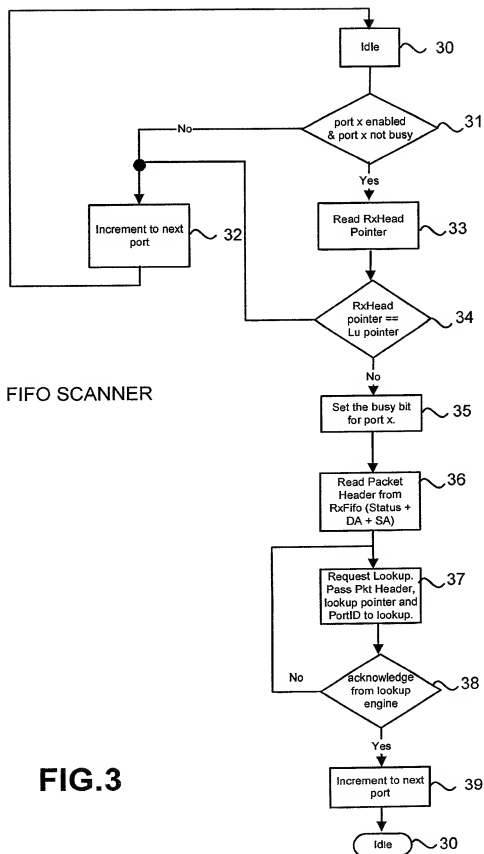 Idle
30
port x enabled
& port x not busy
31
No
Yes
Increment to next
port
32
Read RxHead
Pointer
33
RxHead
pointer ==
Lu pointer
34
No
FIFO SCANNER
Set the busy bit
for port x.
35
Read Packet
Header from
RxFifo (Status +
DA + SA)
36
Request Lookup.
Pass Pkt Header,
lookup pointer and
PortID to lookup.
37
No
acknowledge
from lookup
engine
38
Yes
FIG.3
Increment to next
port
39
Idle
30